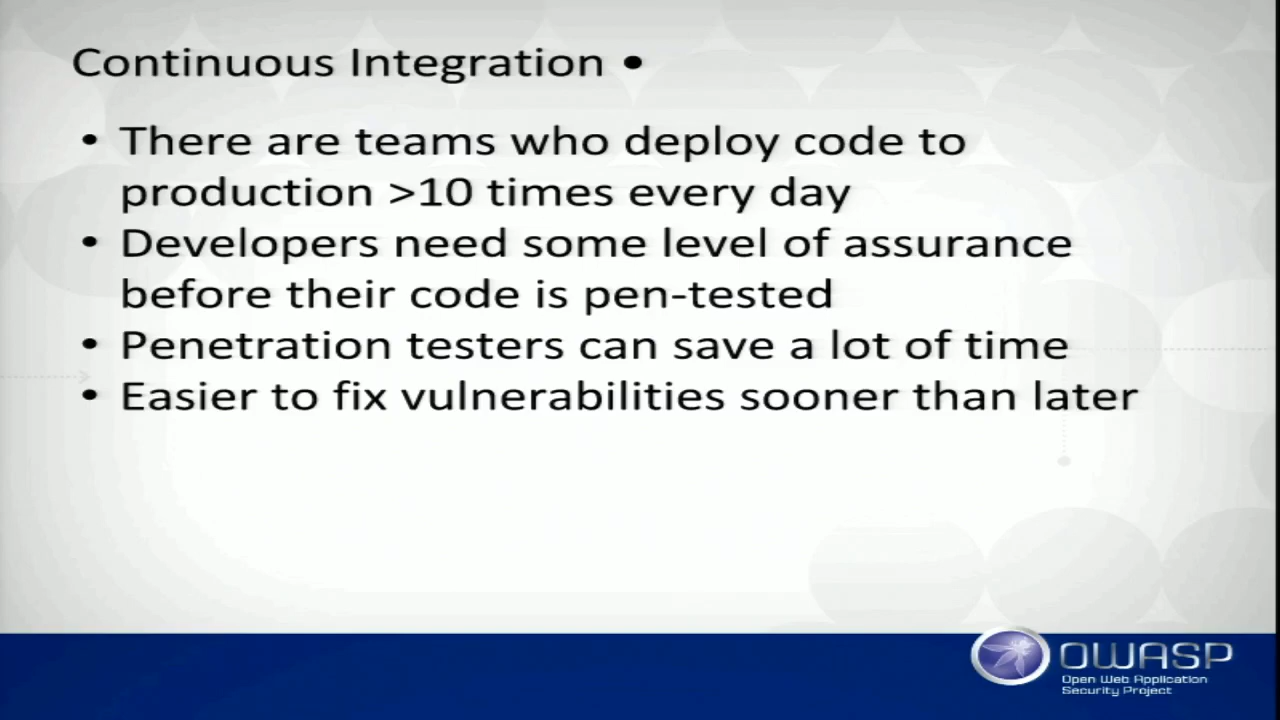 Continuous Integration •
• There are teams who deploy code to
production >10 times every day
• Developers need some level of assurance
before their code is pen-tested
• Penetration testers can save a lot of time
• Easier to fix vulnerabilities sooner than later
OWASP
Open Web Application
Security Project